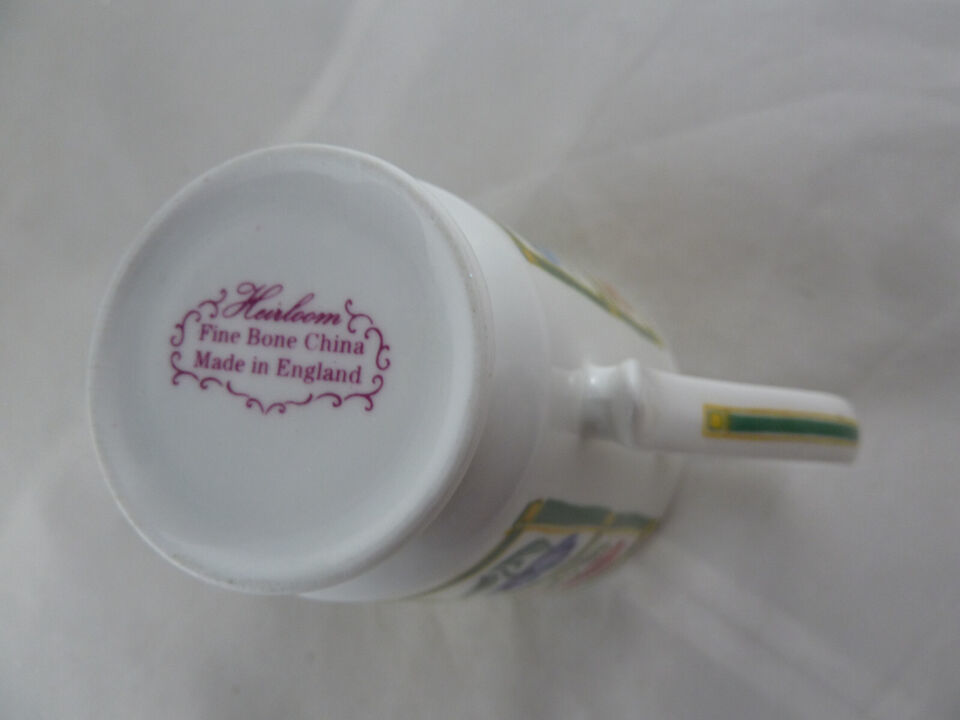 Heirloom
Fine Bone China
Made in England